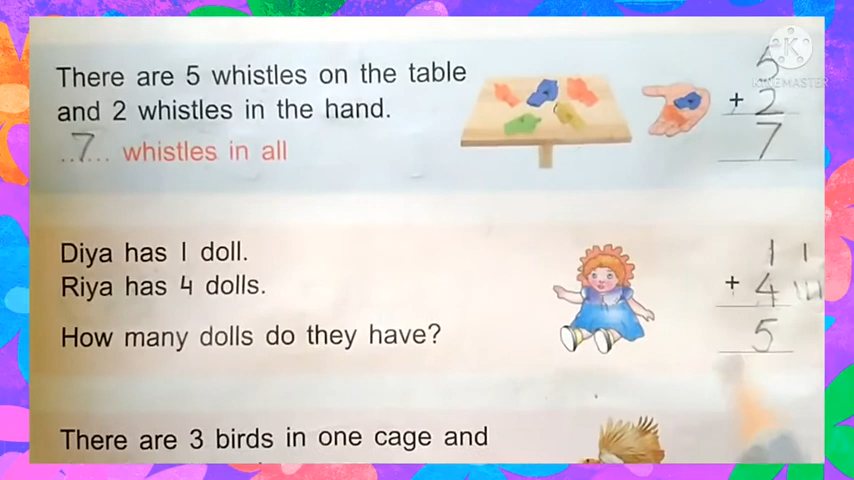 There are 5 whistles on the table
and 2 whistles in the hand.
..7... whistles in all
5
+ 2
7
KINEMASTER
Diya has 1 doll.
Riya has 4 dolls.
How many dolls do they have?
1 |
+ 4 ||||
5
There are 3 birds in one cage and